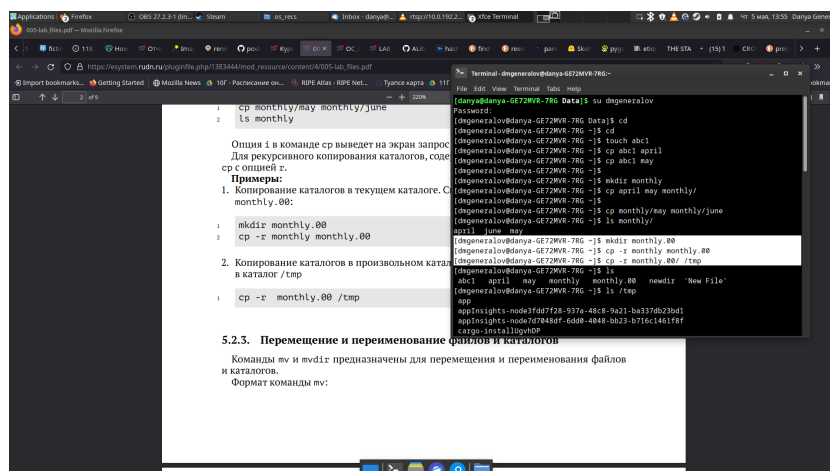 Applications
Firefox
OBS 27.2.3-1 (lin...
Steam
os_recs
Inbox - danya@...
rtsp://10.0.192.2...
Xfce Terminal
Чт 5 мая, 13:55
Danya Gener
005-lab_files.pdf — Mozilla Firefox
https://esystem.rudn.ru/pluginfile.php/1383444/mod_resource/content/4/005-lab_files.pdf
Import bookmarks...
Getting Started
Mozilla News
10Г - Расписание он...
RIPE Atlas - RIPE Net...
Tyapce карта
2 of 9
220%
1 cp monthly/may monthly/june
2 ls monthly
Опция i в команде cp выведет на экран запрос
Для рекурсивного копирования каталогов, соде
cp с опцией r.
Примеры:
1. Копирование каталогов в текущем каталоге. С
monthly.00:
1 mkdir monthly.00
2 cp -r monthly monthly.00
2. Копирование каталогов в произвольном катал
в каталог /tmp
1 cp -r monthly.00 /tmp
5.2.3. Перемещение и переименование файлов и каталогов
Команды mv и mvdir предназначены для перемещения и переименования файлов
и каталогов.
Формат команды mv:
Terminal - dmgeneralov@danya-GE72MVR-7RG:~
File Edit View Terminal Tabs Help
[danya@danya-GE72MVR-7RG Data]$ su dmgeneralov
Password:
[dmgeneralov@danya-GE72MVR-7RG Data]$ cd
[dmgeneralov@danya-GE72MVR-7RG ~]$ cd
[dmgeneralov@danya-GE72MVR-7RG ~]$ touch abc1
[dmgeneralov@danya-GE72MVR-7RG ~]$ cp abc1 april
[dmgeneralov@danya-GE72MVR-7RG ~]$ cp abc1 may
[dmgeneralov@danya-GE72MVR-7RG ~]$
[dmgeneralov@danya-GE72MVR-7RG ~]$ mkdir monthly
[dmgeneralov@danya-GE72MVR-7RG ~]$ cp april may monthly/
[dmgeneralov@danya-GE72MVR-7RG ~]$
[dmgeneralov@danya-GE72MVR-7RG ~]$ cp monthly/may monthly/june
[dmgeneralov@danya-GE72MVR-7RG ~]$ ls monthly/
april june may
[dmgeneralov@danya-GE72MVR-7RG ~]$ mkdir monthly.00
[dmgeneralov@danya-GE72MVR-7RG ~]$ cp -r monthly monthly.00
[dmgeneralov@danya-GE72MVR-7RG ~]$ cp -r monthly.00/ /tmp
[dmgeneralov@danya-GE72MVR-7RG ~]$ ls
abc1 april may monthly monthly.00 newdir 'New File'
[dmgeneralov@danya-GE72MVR-7RG ~]$ ls /tmp
app
appInsights-node3fdd7f28-937a-48c8-9a21-ba337db23bd1
appInsights-node7d7048df-6dd0-4048-bb23-b716c1461f8f
cargo-installUgvhDP